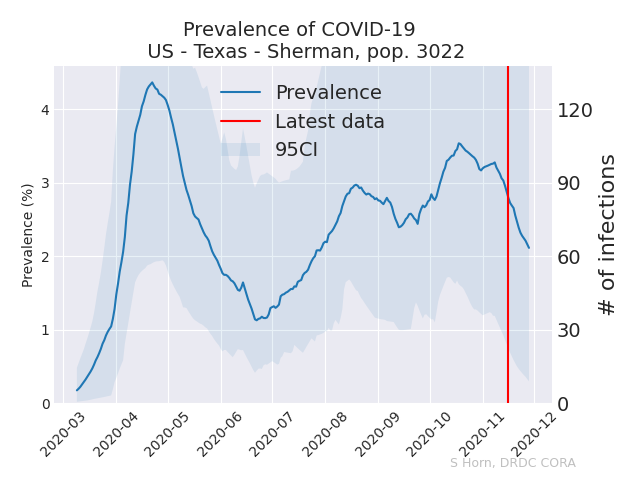 Prevalence of COVID-19
US - Texas - Sherman, pop. 3022
Prevalence
Latest data
95CI
Prevalence (%)
4
3
2
1
0
# of infections
120
90
60
30
0
2020-03
2020-04
2020-05
2020-06
2020-07
2020-08
2020-09
2020-10
2020-11
2020-12
S Horn, DRDC CORA